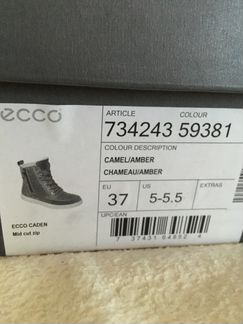 ecco
ARTICLE COLOUR
734243 59381
COLOUR DESCRIPTION
CAMEL/AMBER
CHAMEAU/AMBER
EU US EXTRAS
37 5-5.5
UPC/EAN
ECCO CADEN
Mid cut zip